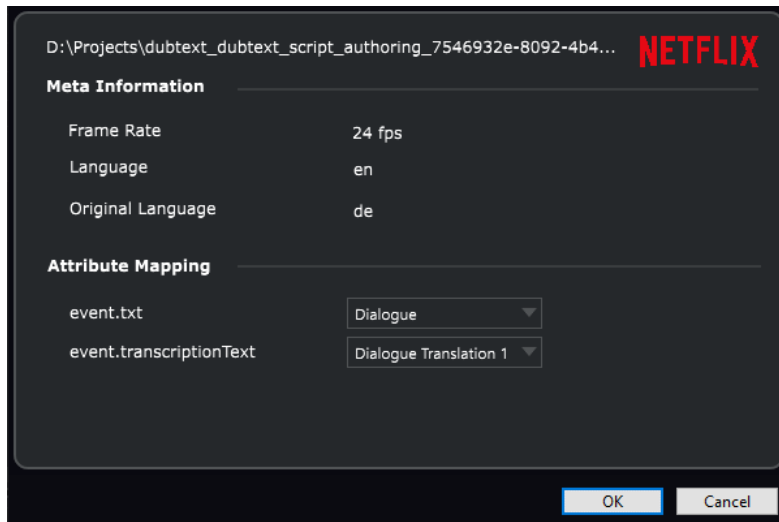 D:\Projects\dubtext_dubtext_script_authoring_7546932e-8092-4b4...
NETFLIX
Meta Information
Frame Rate 24 fps
Language en
Original Language de
Attribute Mapping
event.txt Dialogue
event.transcriptionText Dialogue Translation 1
OK Cancel